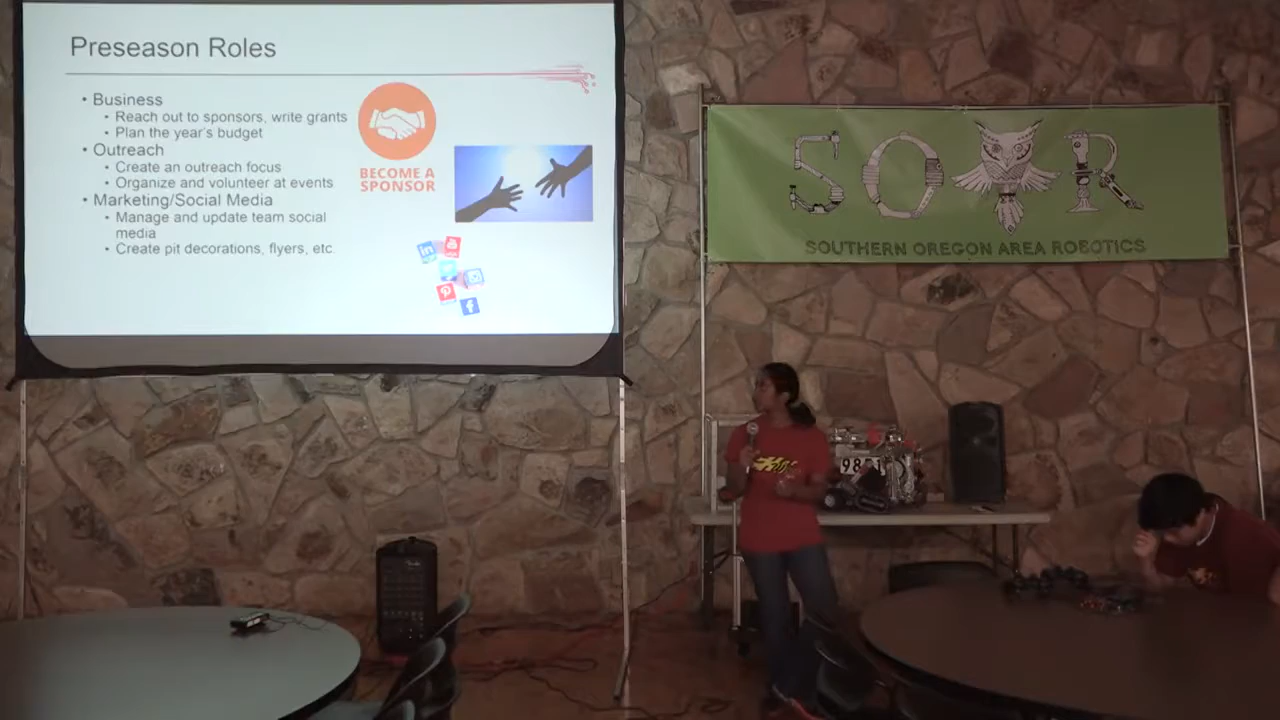 Preseason Roles
• Business
• Reach out to sponsors, write grants
• Plan the year's budget
• Outreach
• Create an outreach focus
• Organize and volunteer at events
• Marketing/Social Media
• Manage and update team social
media
• Create pit decorations, flyers, etc.
BECOME A
SPONSOR
in
f
SOAR
SOUTHERN OREGON AREA ROBOTICS